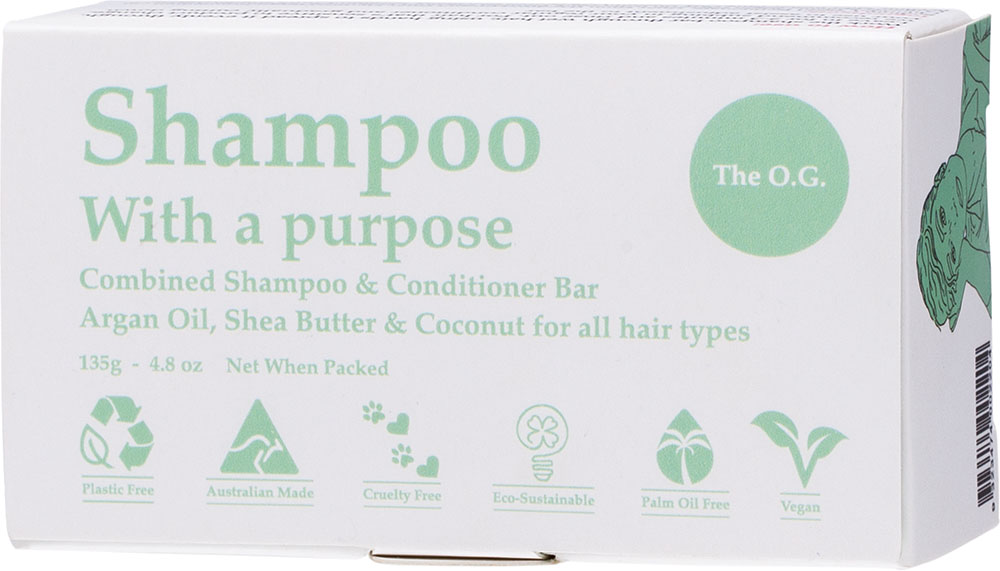 Shampoo
With a purpose
The O.G.
Combined Shampoo & Conditioner Bar
Argan Oil, Shea Butter & Coconut for all hair types
135g - 4.8 oz Net When Packed
Plastic Free
Australian Made
Cruelty Free
Eco-Sustainable
Palm Oil Free
Vegan